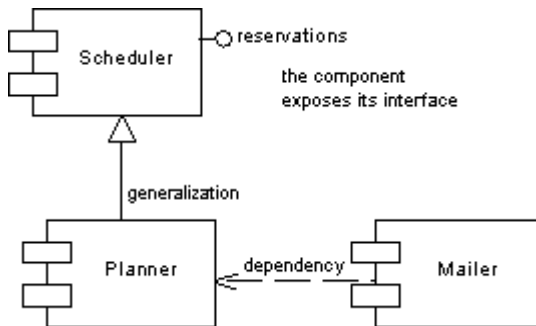 reservations
Scheduler
the component
exposes its interface
generalization
dependency
Planner
Mailer